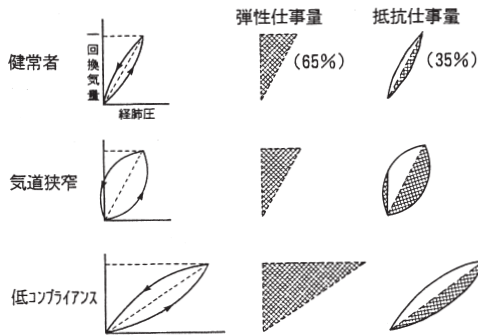 弾性仕事量
抵抗仕事量
健常者
一回換気量
経肺圧
(65%)
(35%)
気道狭窄
低コンプライアンス